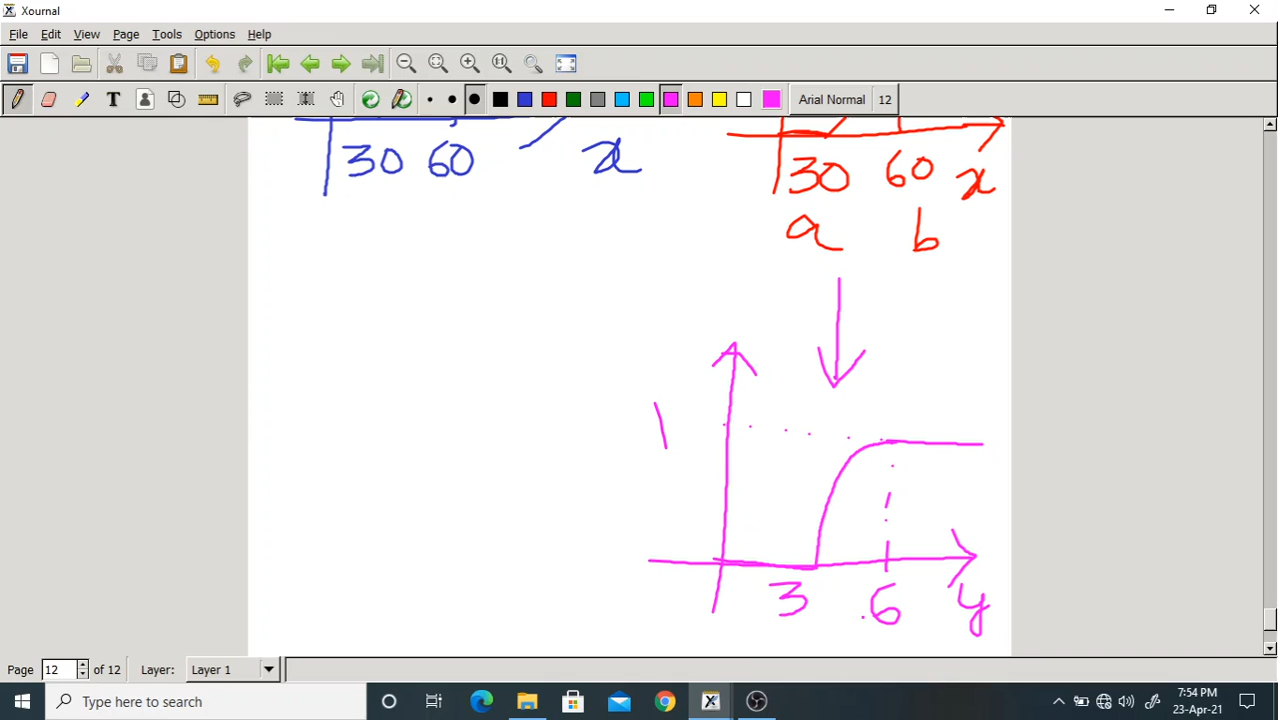 Xournal
File Edit View Page Tools Options Help
T Arial Normal 12
30 60 x
30 60 x
a b
1
3 .6 y
Page 12 of 12 Layer: Layer 1
Type here to search
7:54 PM
23-Apr-21